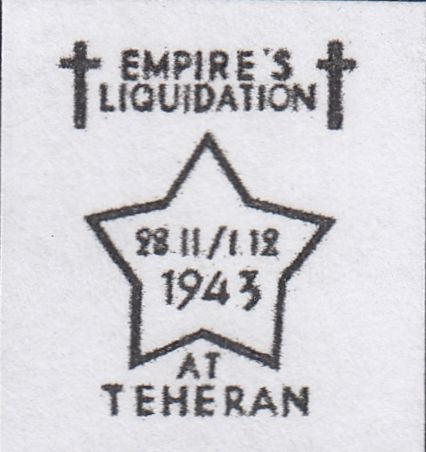 EMPIRE'S
LIQUIDATION
28 11/1 12
1943
AT
TEHERAN